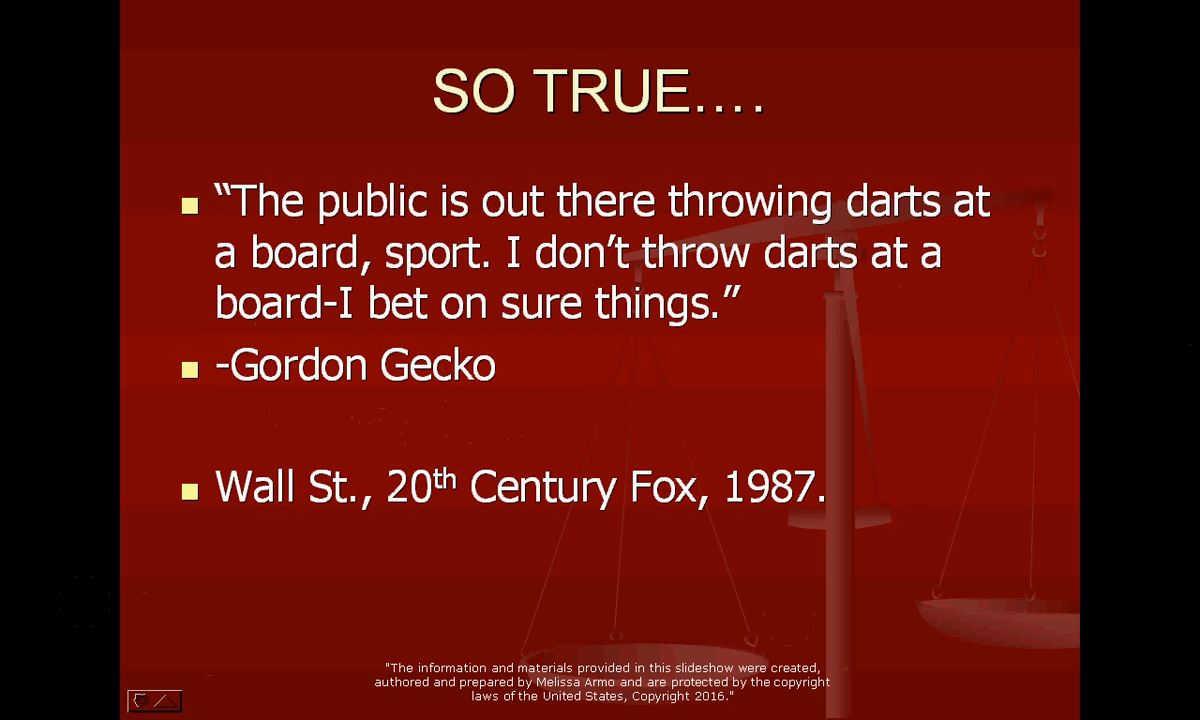 SO TRUE....
“The public is out there throwing darts at
a board, sport. I don’t throw darts at a
board-I bet on sure things.”
-Gordon Gecko
Wall St., 20th Century Fox, 1987.
"The information and materials provided in this slideshow were created,
authored and prepared by Melissa Armo and are protected by the copyright
laws of the United States, Copyright 2016."